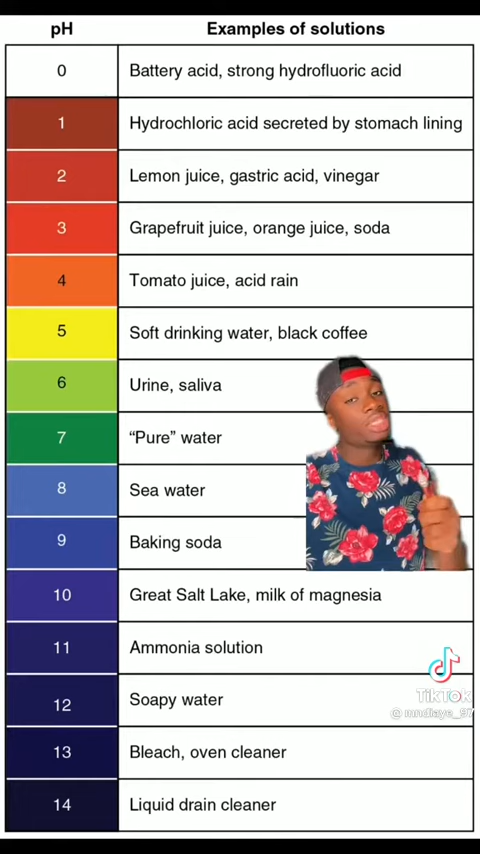 pH Examples of solutions
0 Battery acid, strong hydrofluoric acid
1 Hydrochloric acid secreted by stomach lining
2 Lemon juice, gastric acid, vinegar
3 Grapefruit juice, orange juice, soda
4 Tomato juice, acid rain
5 Soft drinking water, black coffee
6 Urine, saliva
7 “Pure” water
8 Sea water
9 Baking soda
10 Great Salt Lake, milk of magnesia
11 Ammonia solution
TikTok
12 Soapy water
13 Bleach, oven cleaner
14 Liquid drain cleaner